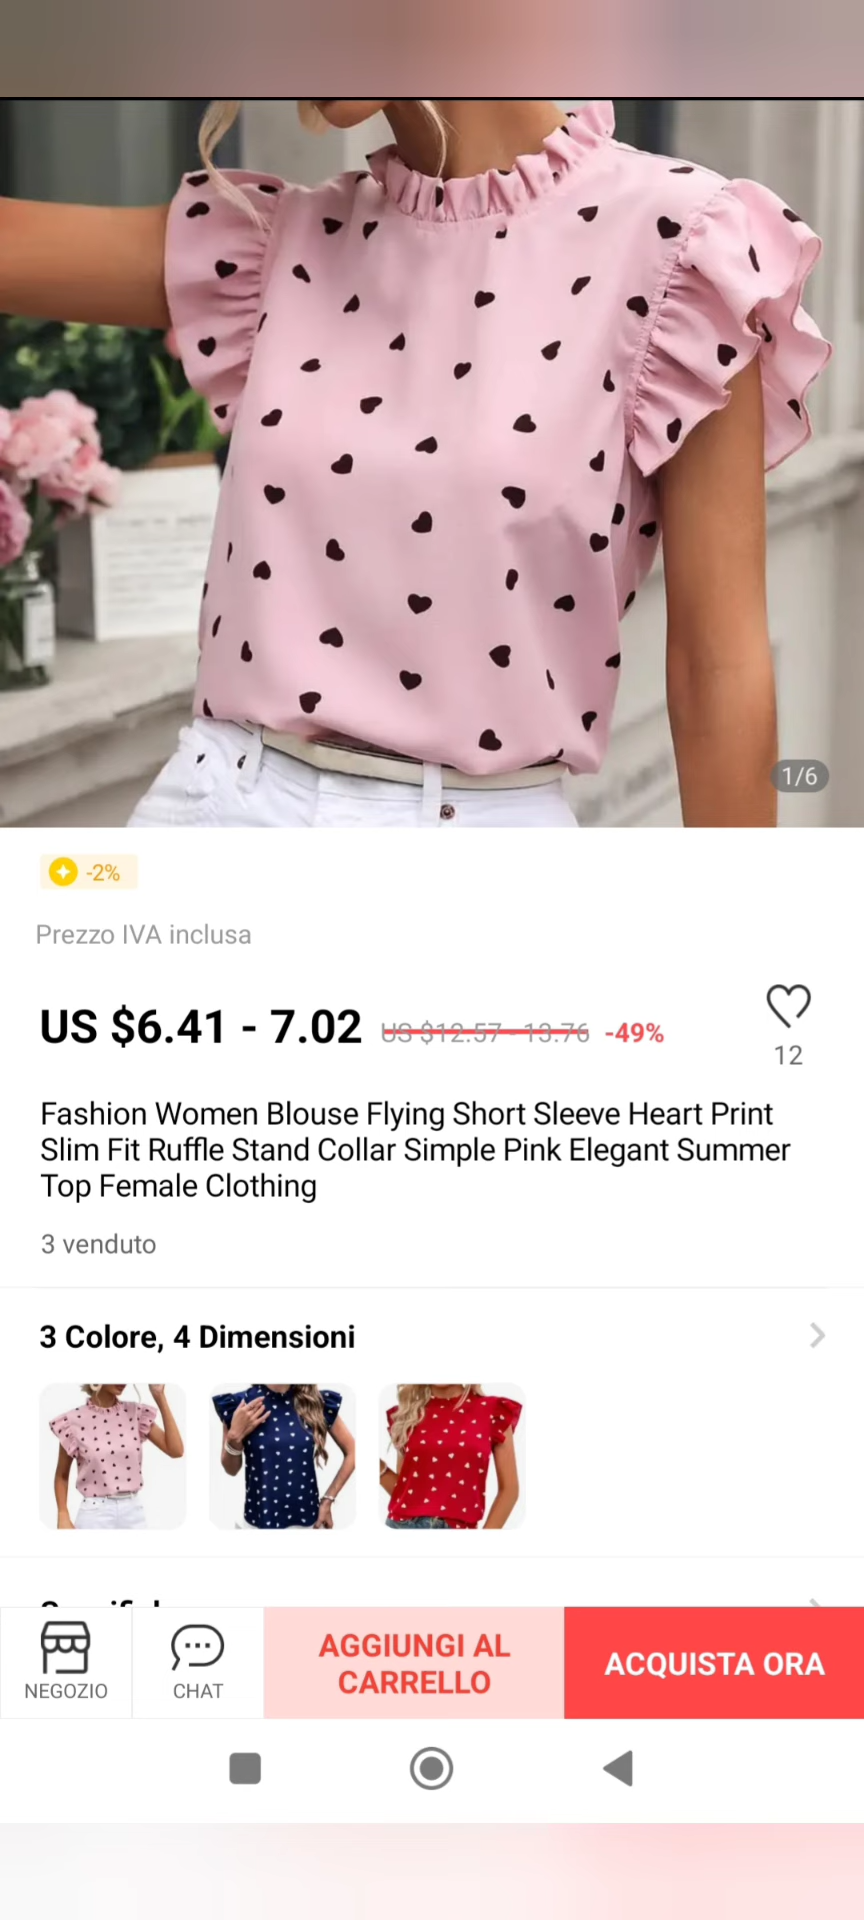 1/6
-2%
Prezzo IVA inclusa
US $6.41 - 7.02 US $12.57 - 13.76 -49%
12
Fashion Women Blouse Flying Short Sleeve Heart Print
Slim Fit Ruffle Stand Collar Simple Pink Elegant Summer
Top Female Clothing
3 venduto
3 Colore, 4 Dimensioni
NEGOZIO
CHAT
AGGIUNGI AL
CARRELLO
ACQUISTA ORA